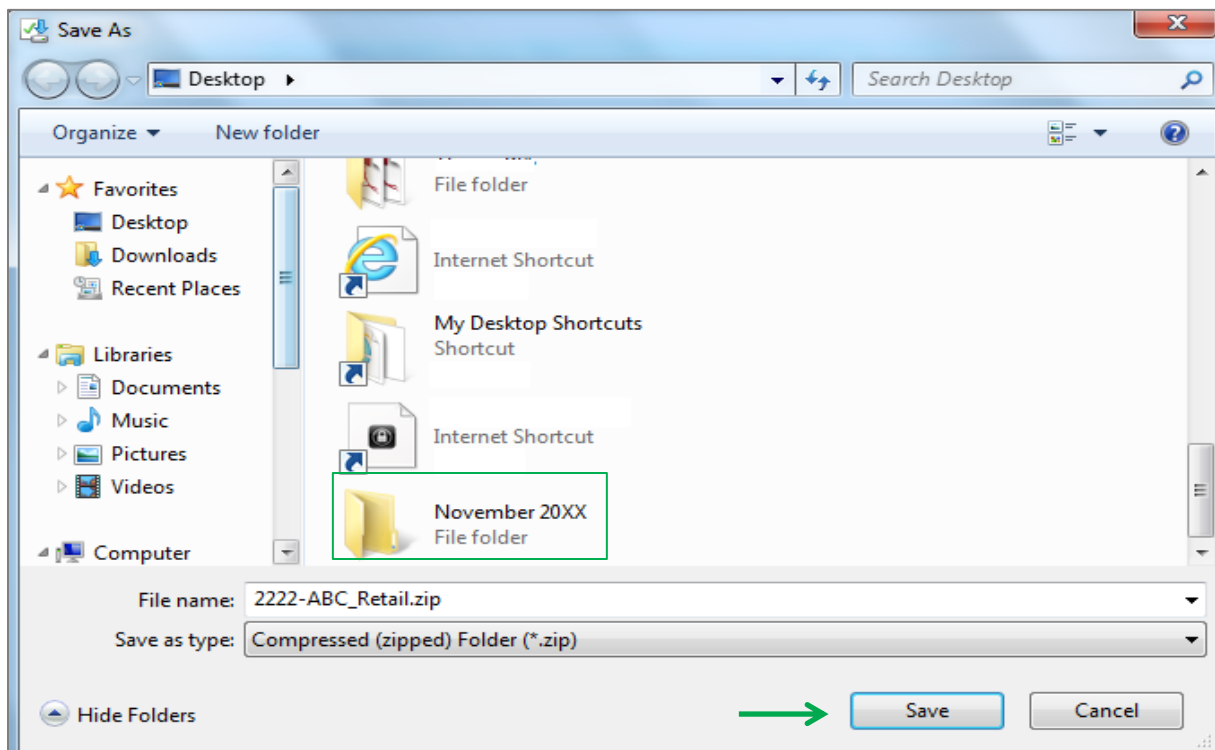 Save As
Desktop
Search Desktop
Organize
New folder
Favorites
Desktop
Downloads
Recent Places
Libraries
Documents
Music
Pictures
Videos
Computer
File folder
Internet Shortcut
My Desktop Shortcuts
Shortcut
Internet Shortcut
November 20XX
File folder
File name: 2222-ABC_Retail.zip
Save as type: Compressed (zipped) Folder (*.zip)
Hide Folders
Save
Cancel